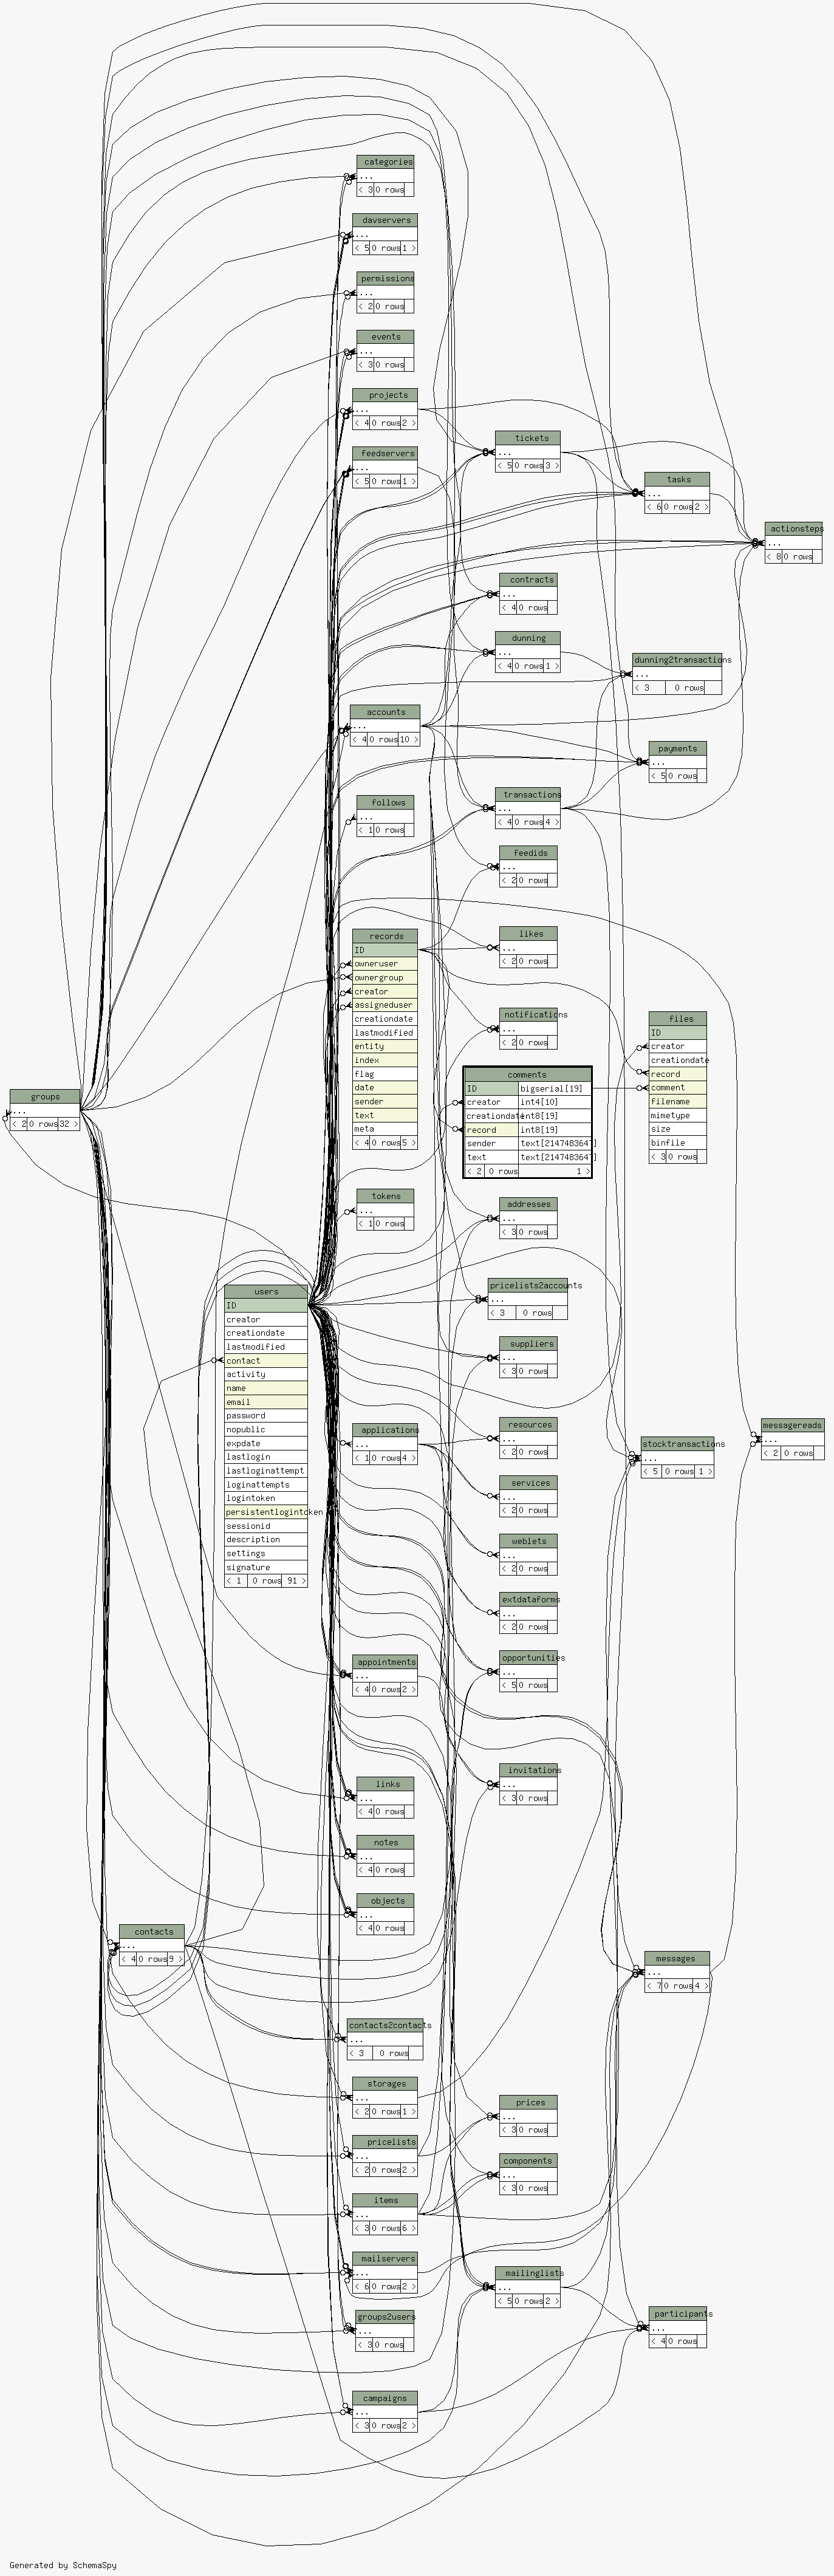 categories
...
< 3 0 rows
davservers
...
< 5 0 rows 1 >
permissions
...
< 2 0 rows
events
...
< 3 0 rows
projects
...
< 4 0 rows 2 >
feedservers
...
< 5 0 rows 1 >
tickets
...
< 5 0 rows 3 >
tasks
...
< 6 0 rows 2 >
actionsteps
...
< 8 0 rows
contracts
...
< 4 0 rows
dunning
...
< 4 0 rows 1 >
dunning2transactions
...
< 3 0 rows
accounts
...
< 4 0 rows 10 >
payments
...
< 5 0 rows
transactions
...
< 4 0 rows 4 >
follows
...
< 1 0 rows
feedids
...
< 2 0 rows
records
ID
owneruser
ownergroup
creator
assigneduser
creationdate
lastmodified
entity
index
flag
date
sender
text
meta
< 4 0 rows 5 >
likes
...
< 2 0 rows
notifications
...
< 2 0 rows
files
ID
creator
creationdate
record
comment
filename
mimetype
size
binfile
< 3 0 rows
comments
ID bigserial[19]
creator int4[10]
creationdate int8[19]
record int8[19]
sender text[2147483647]
text text[2147483647]
< 2 0 rows 1 >
groups
...
< 2 0 rows 32 >
tokens
...
< 1 0 rows
addresses
...
< 3 0 rows
users
ID
creator
creationdate
lastmodified
contact
activity
name
email
password
nopublic
expdate
lastlogin
lastloginattempt
loginattempts
logintoken
persistentlogintoken
sessionid
description
settings
signature
< 1 0 rows 91 >
pricelists2accounts
...
< 3 0 rows
suppliers
...
< 3 0 rows
applications
...
< 1 0 rows 4 >
resources
...
< 2 0 rows
messagereads
...
< 2 0 rows
stocktransactions
...
< 5 0 rows 1 >
services
...
< 2 0 rows
weblets
...
< 2 0 rows
extdataforms
...
< 2 0 rows
appointments
...
< 4 0 rows 2 >
opportunities
...
< 5 0 rows
links
...
< 4 0 rows
invitations
...
< 3 0 rows
notes
...
< 4 0 rows
objects
...
< 4 0 rows
contacts
...
< 4 0 rows 9 >
messages
...
< 7 0 rows 4 >
contacts2contacts
...
< 3 0 rows
storages
...
< 2 0 rows 1 >
prices
...
< 3 0 rows
pricelists
...
< 2 0 rows 2 >
components
...
< 3 0 rows
items
...
< 3 0 rows 6 >
mailservers
...
< 6 0 rows 2 >
mailinglists
...
< 5 0 rows 2 >
groups2users
...
< 3 0 rows
participants
...
< 4 0 rows
campaigns
...
< 3 0 rows 2 >
Generated by SchemaSpy